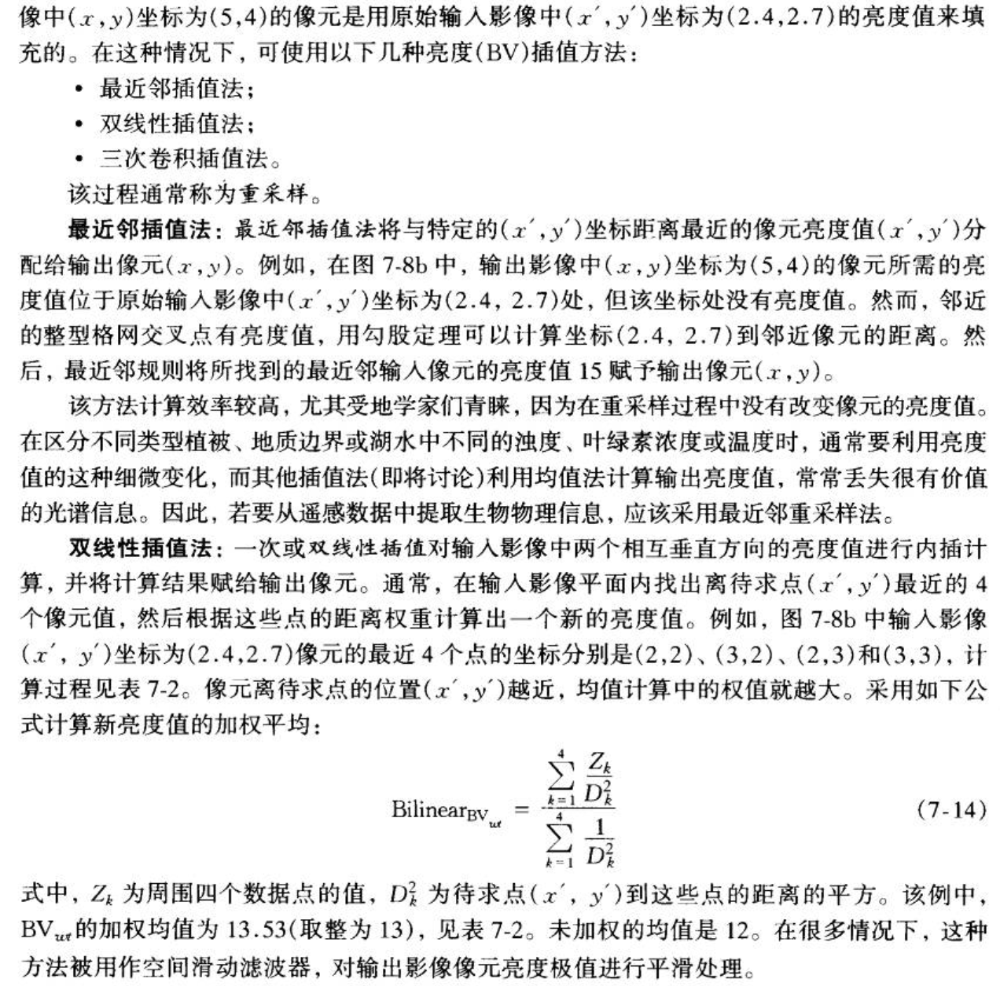 像中(x,y)坐标为(5,4)的像元是用原始输入影像中(x′,y′)坐标为(2.4,2.7)的亮度值来填
充的。在这种情况下，可使用以下几种亮度(BV)插值方法：
• 最近邻插值法；
• 双线性插值法；
• 三次卷积插值法。
该过程通常称为重采样。
最近邻插值法：最近邻插值法将与特定的(x′,y′)坐标距离最近的像元亮度值(x′,y′)分
配给输出像元(x,y)。例如，在图 7-8b 中，输出影像中(x,y)坐标为(5,4)的像元所需的亮
度值位于原始输入影像中(x′,y′)坐标为(2.4, 2.7)处，但该坐标处没有亮度值。然而，邻近
的整型格网交叉点有亮度值，用勾股定理可以计算坐标(2.4, 2.7)到邻近像元的距离。然
后，最近邻规则将所找到的最近邻输入像元的亮度值 15 赋予输出像元(x,y)。
该方法计算效率较高，尤其受地学家们青睐，因为在重采样过程中没有改变像元的亮度值。
在区分不同类型植被、地质边界或湖水中不同的浊度、叶绿素浓度或温度时，通常要利用亮度
值的这种细微变化，而其他插值法(即将讨论)利用均值法计算输出亮度值，常常丢失很有价值
的光谱信息。因此，若要从遥感数据中提取生物物理信息，应该采用最近邻重采样法。
双线性插值法：一次或双线性插值对输入影像中两个相互垂直方向的亮度值进行内插计
算，并将计算结果赋给输出像元。通常，在输入影像平面内找出离待求点(x′,y′)最近的 4
个像元值，然后根据这些点的距离权重计算出一个新的亮度值。例如，图 7-8b 中输入影像
(x′, y′)坐标为(2.4,2.7)像元的最近 4 个点的坐标分别是(2,2)、(3,2)、(2,3)和(3,3)，计
算过程见表 7-2。像元离待求点的位置(x′,y′)越近，均值计算中的权值就越大。采用如下公
式计算新亮度值的加权平均：
Bilinear_{BV_{wt}} = \frac{\sum_{k=1}^{4} \frac{Z_k}{D_k^2}}{\sum_{k=1}^{4} \frac{1}{D_k^2}} (7-14)
式中，Z_k 为周围四个数据点的值，D_k^2 为待求点(x′, y′)到这些点的距离的平方。该例中，
BV_{wt}的加权均值为 13.53(取整为 13)，见表 7-2。未加权的均值是 12。在很多情况下，这种
方法被用作空间滑动滤波器，对输出影像像元亮度极值进行平滑处理。